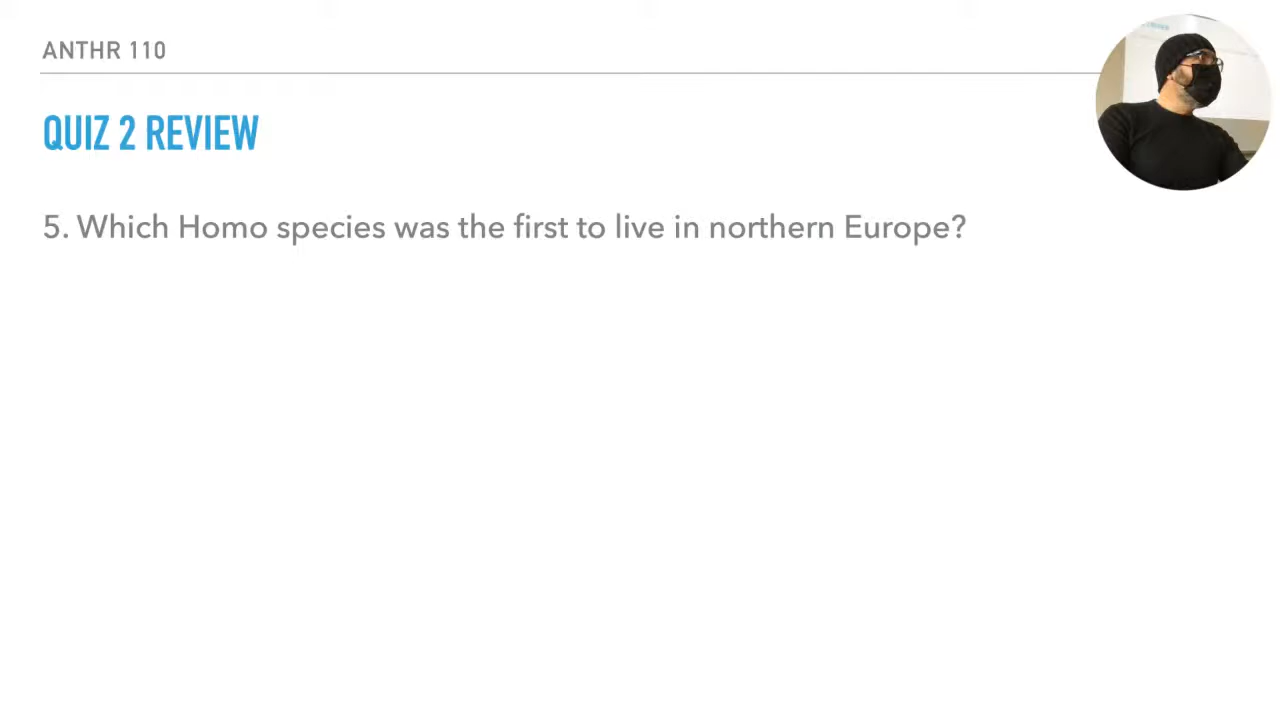 ANTHR 110
QUIZ 2 REVIEW
5. Which Homo species was the first to live in northern Europe?